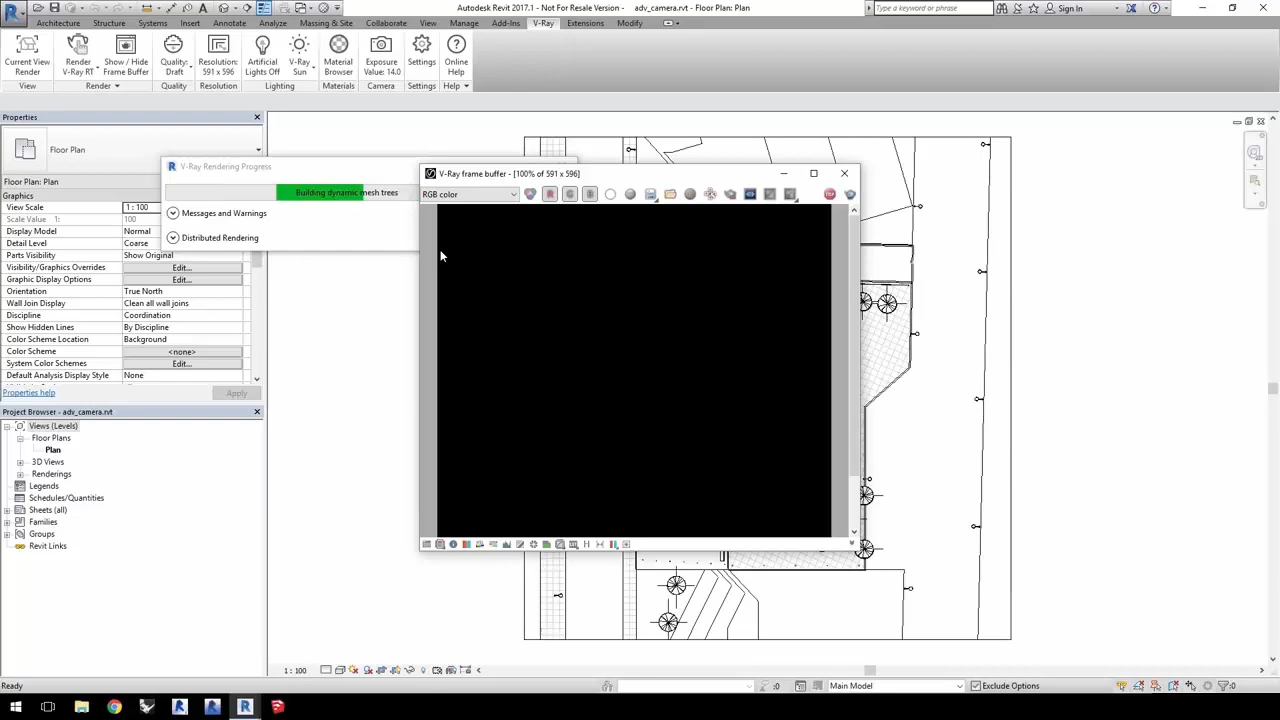 Autodesk Revit 2017.1 - Not For Resale Version - adv_camera.rvt - Floor Plan: Plan
Type a keyword or phrase
Sign In
Architecture Structure Systems Insert Annotate Analyze Massing & Site Collaborate View Manage Add-Ins V-Ray Extensions Modify
Current View Render
Render V-Ray RT
Show / Hide Frame Buffer
Quality: Draft
Resolution: 591 x 596
Artificial Lights Off
V-Ray Sun
Material Browser
Exposure Value: 14.0
Settings
Online Help
View Render Quality Resolution Lighting Materials Camera Settings Help
Properties
Floor Plan
Floor Plan: Plan
Graphics
View Scale 1 : 100
Scale Value 1: 100
Display Model Normal
Detail Level Coarse
Parts Visibility Show Original
Visibility/Graphics Overrides Edit...
Graphic Display Options Edit...
Orientation True North
Wall Join Display Clean all wall joins
Discipline Coordination
Show Hidden Lines By Discipline
Color Scheme Location Background
Color Scheme <none>
System Color Schemes Edit...
Default Analysis Display Style None
Properties help Apply
V-Ray Rendering Progress
Building dynamic mesh trees
Messages and Warnings
Distributed Rendering
V-Ray frame buffer - [100% of 591 x 596]
RGB color
Project Browser - adv_camera.rvt
Views (Levels)
Floor Plans
Plan
3D Views
Renderings
Legends
Schedules/Quantities
Sheets (all)
Families
Groups
Revit Links
1 : 100
Ready
:0
Main Model
Exclude Options
:0